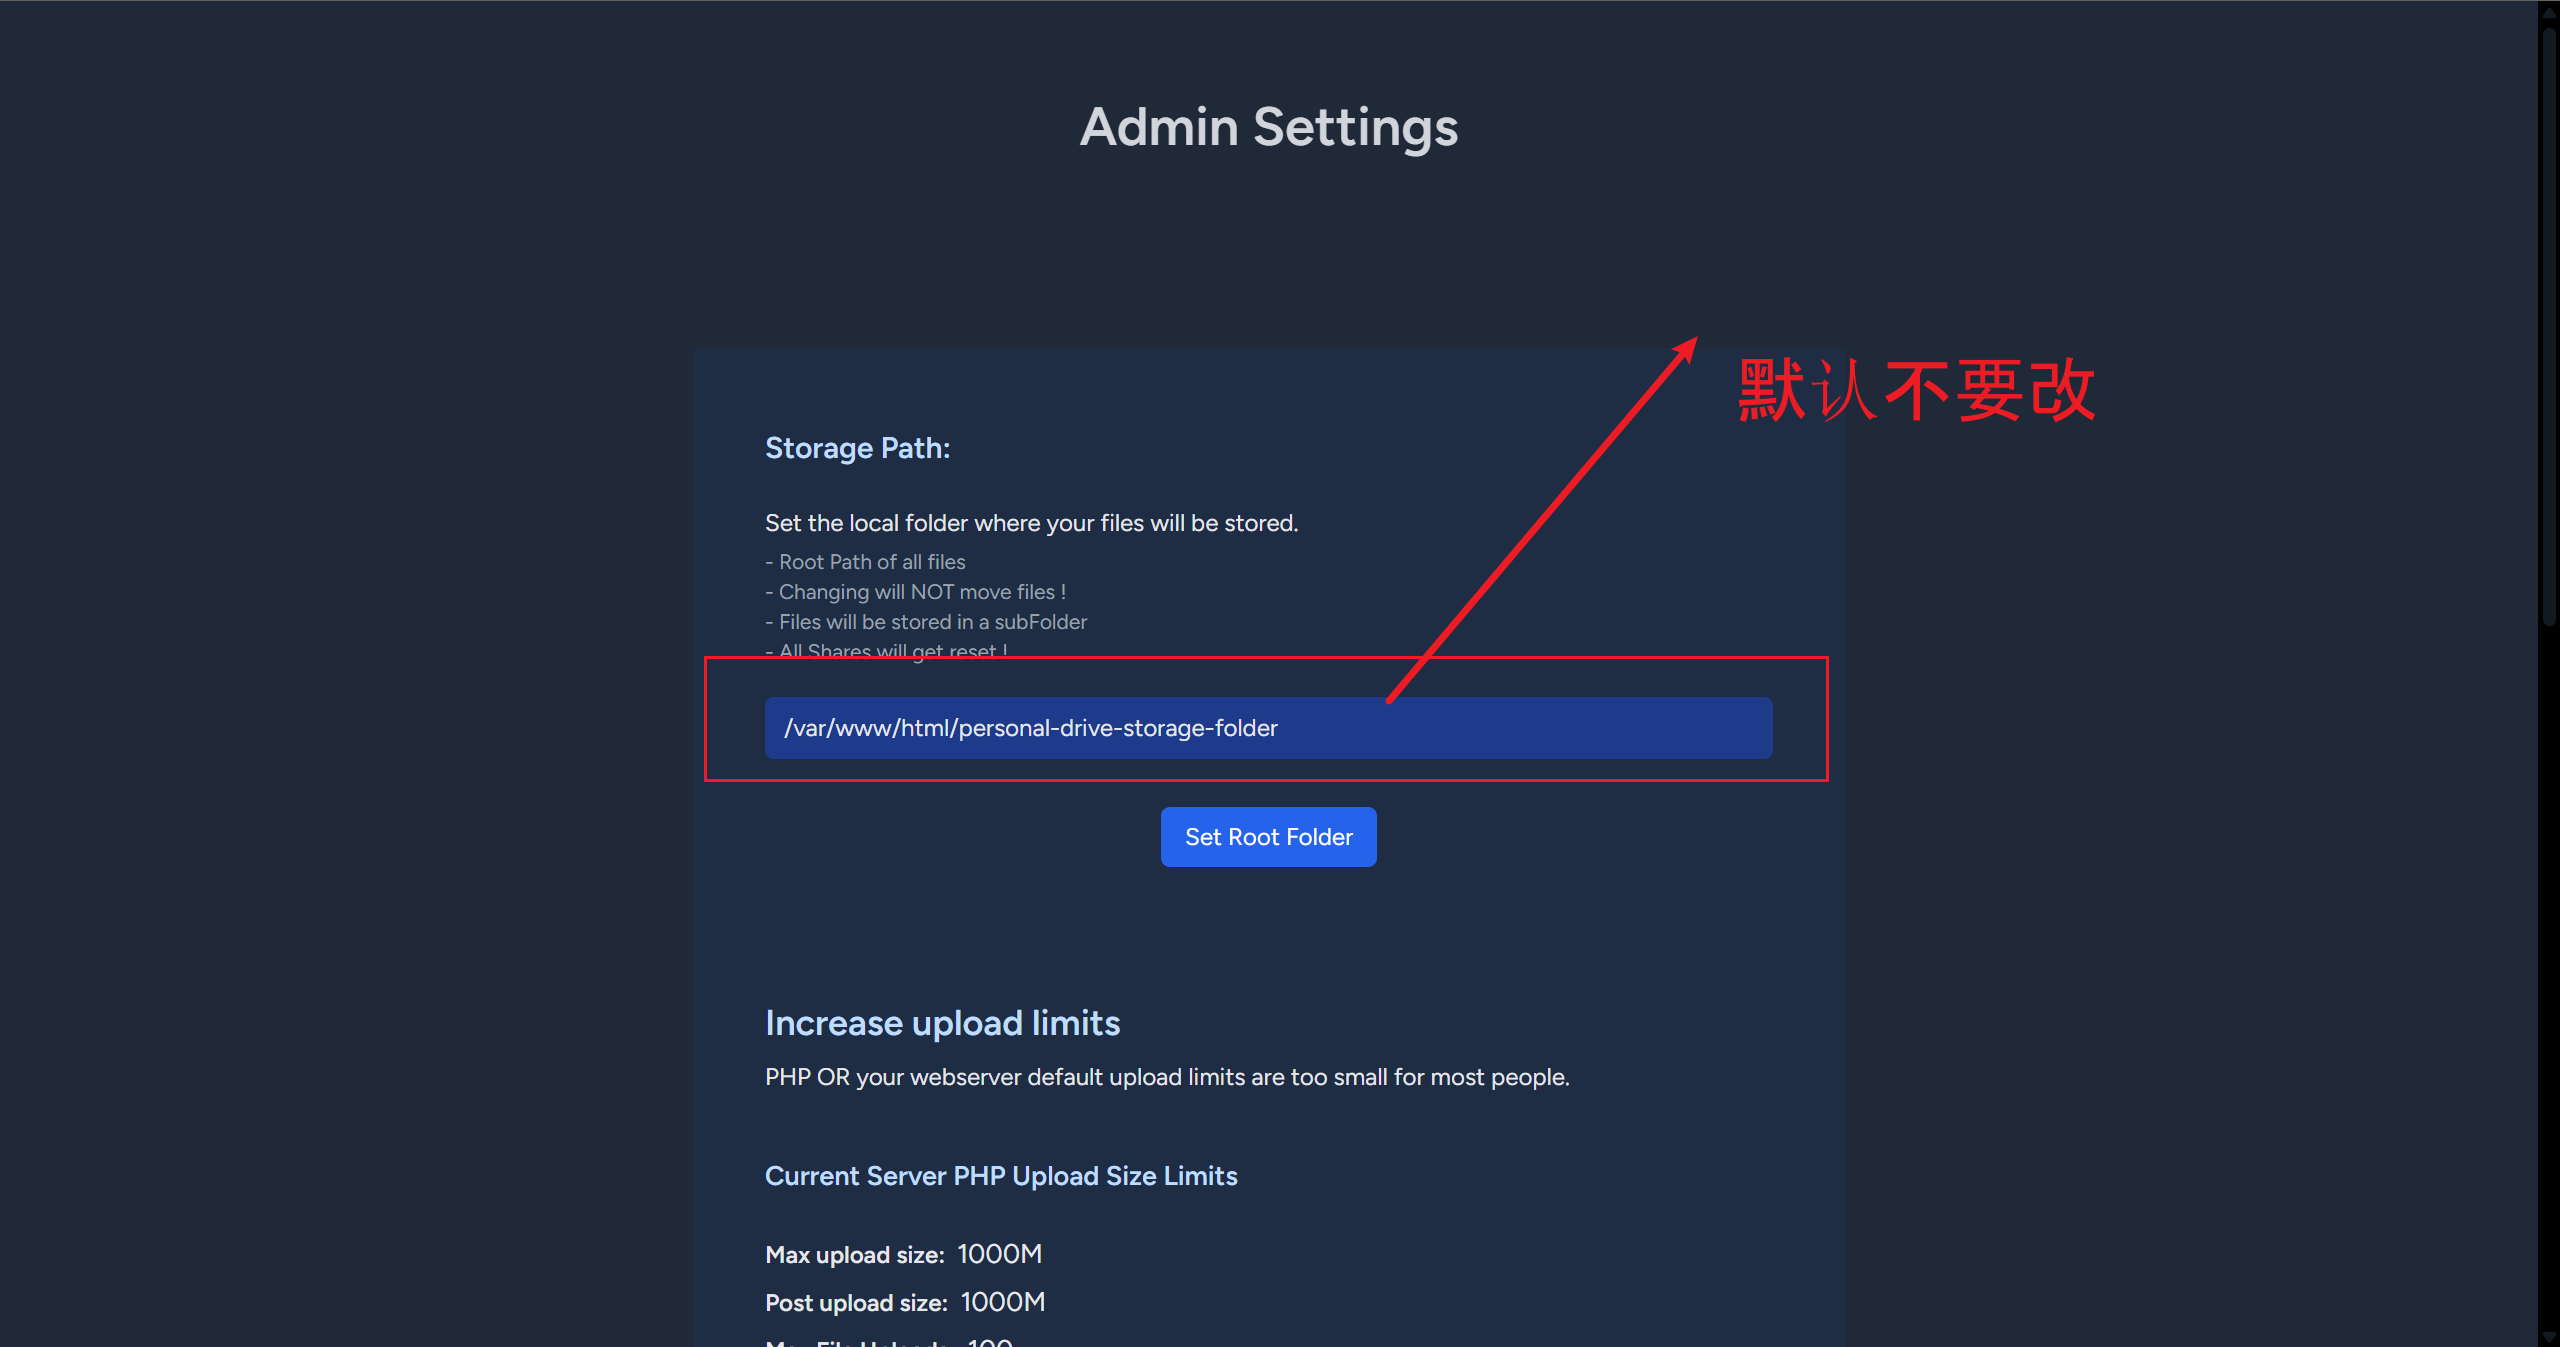 Admin Settings
默认不要改
Storage Path:
Set the local folder where your files will be stored.
- Root Path of all files
- Changing will NOT move files !
- Files will be stored in a subFolder
- All Shares will get reset !
/var/www/html/personal-drive-storage-folder
Set Root Folder
Increase upload limits
PHP OR your webserver default upload limits are too small for most people.
Current Server PHP Upload Size Limits
Max upload size: 1000M
Post upload size: 1000M
Max File Uploads: 100